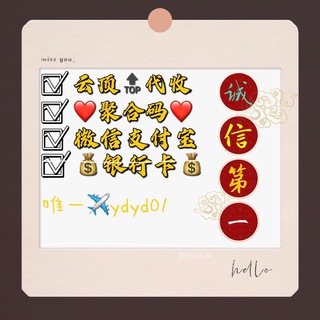 miss you_
云顶🔝代收
❤️聚合码❤️
微信支付宝
💰银行卡💰
唯一✈️ydyd01
诚
信
第
一
hello